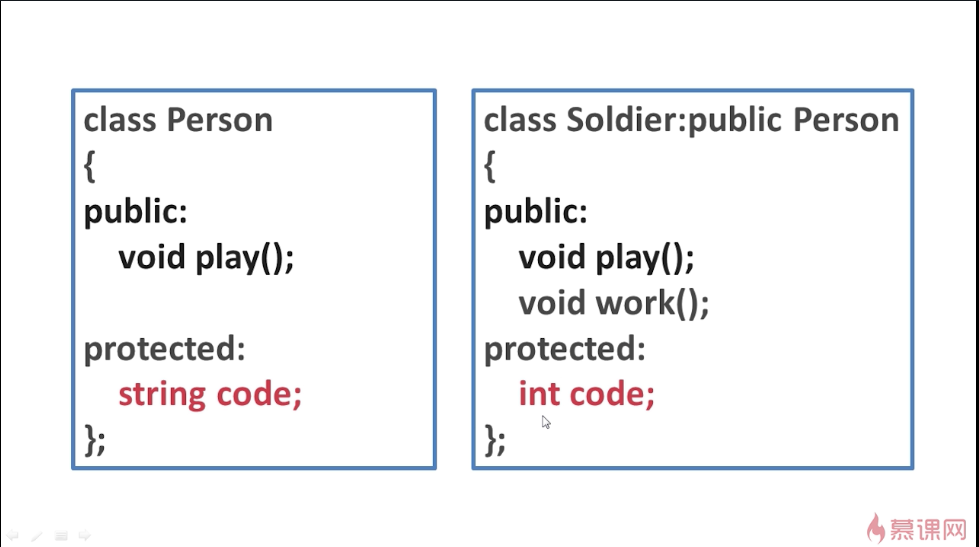 class Person
{
public:
void play();
protected:
string code;
};
class Soldier:public Person
{
public:
void play();
void work();
protected:
int code;
};
慕课网